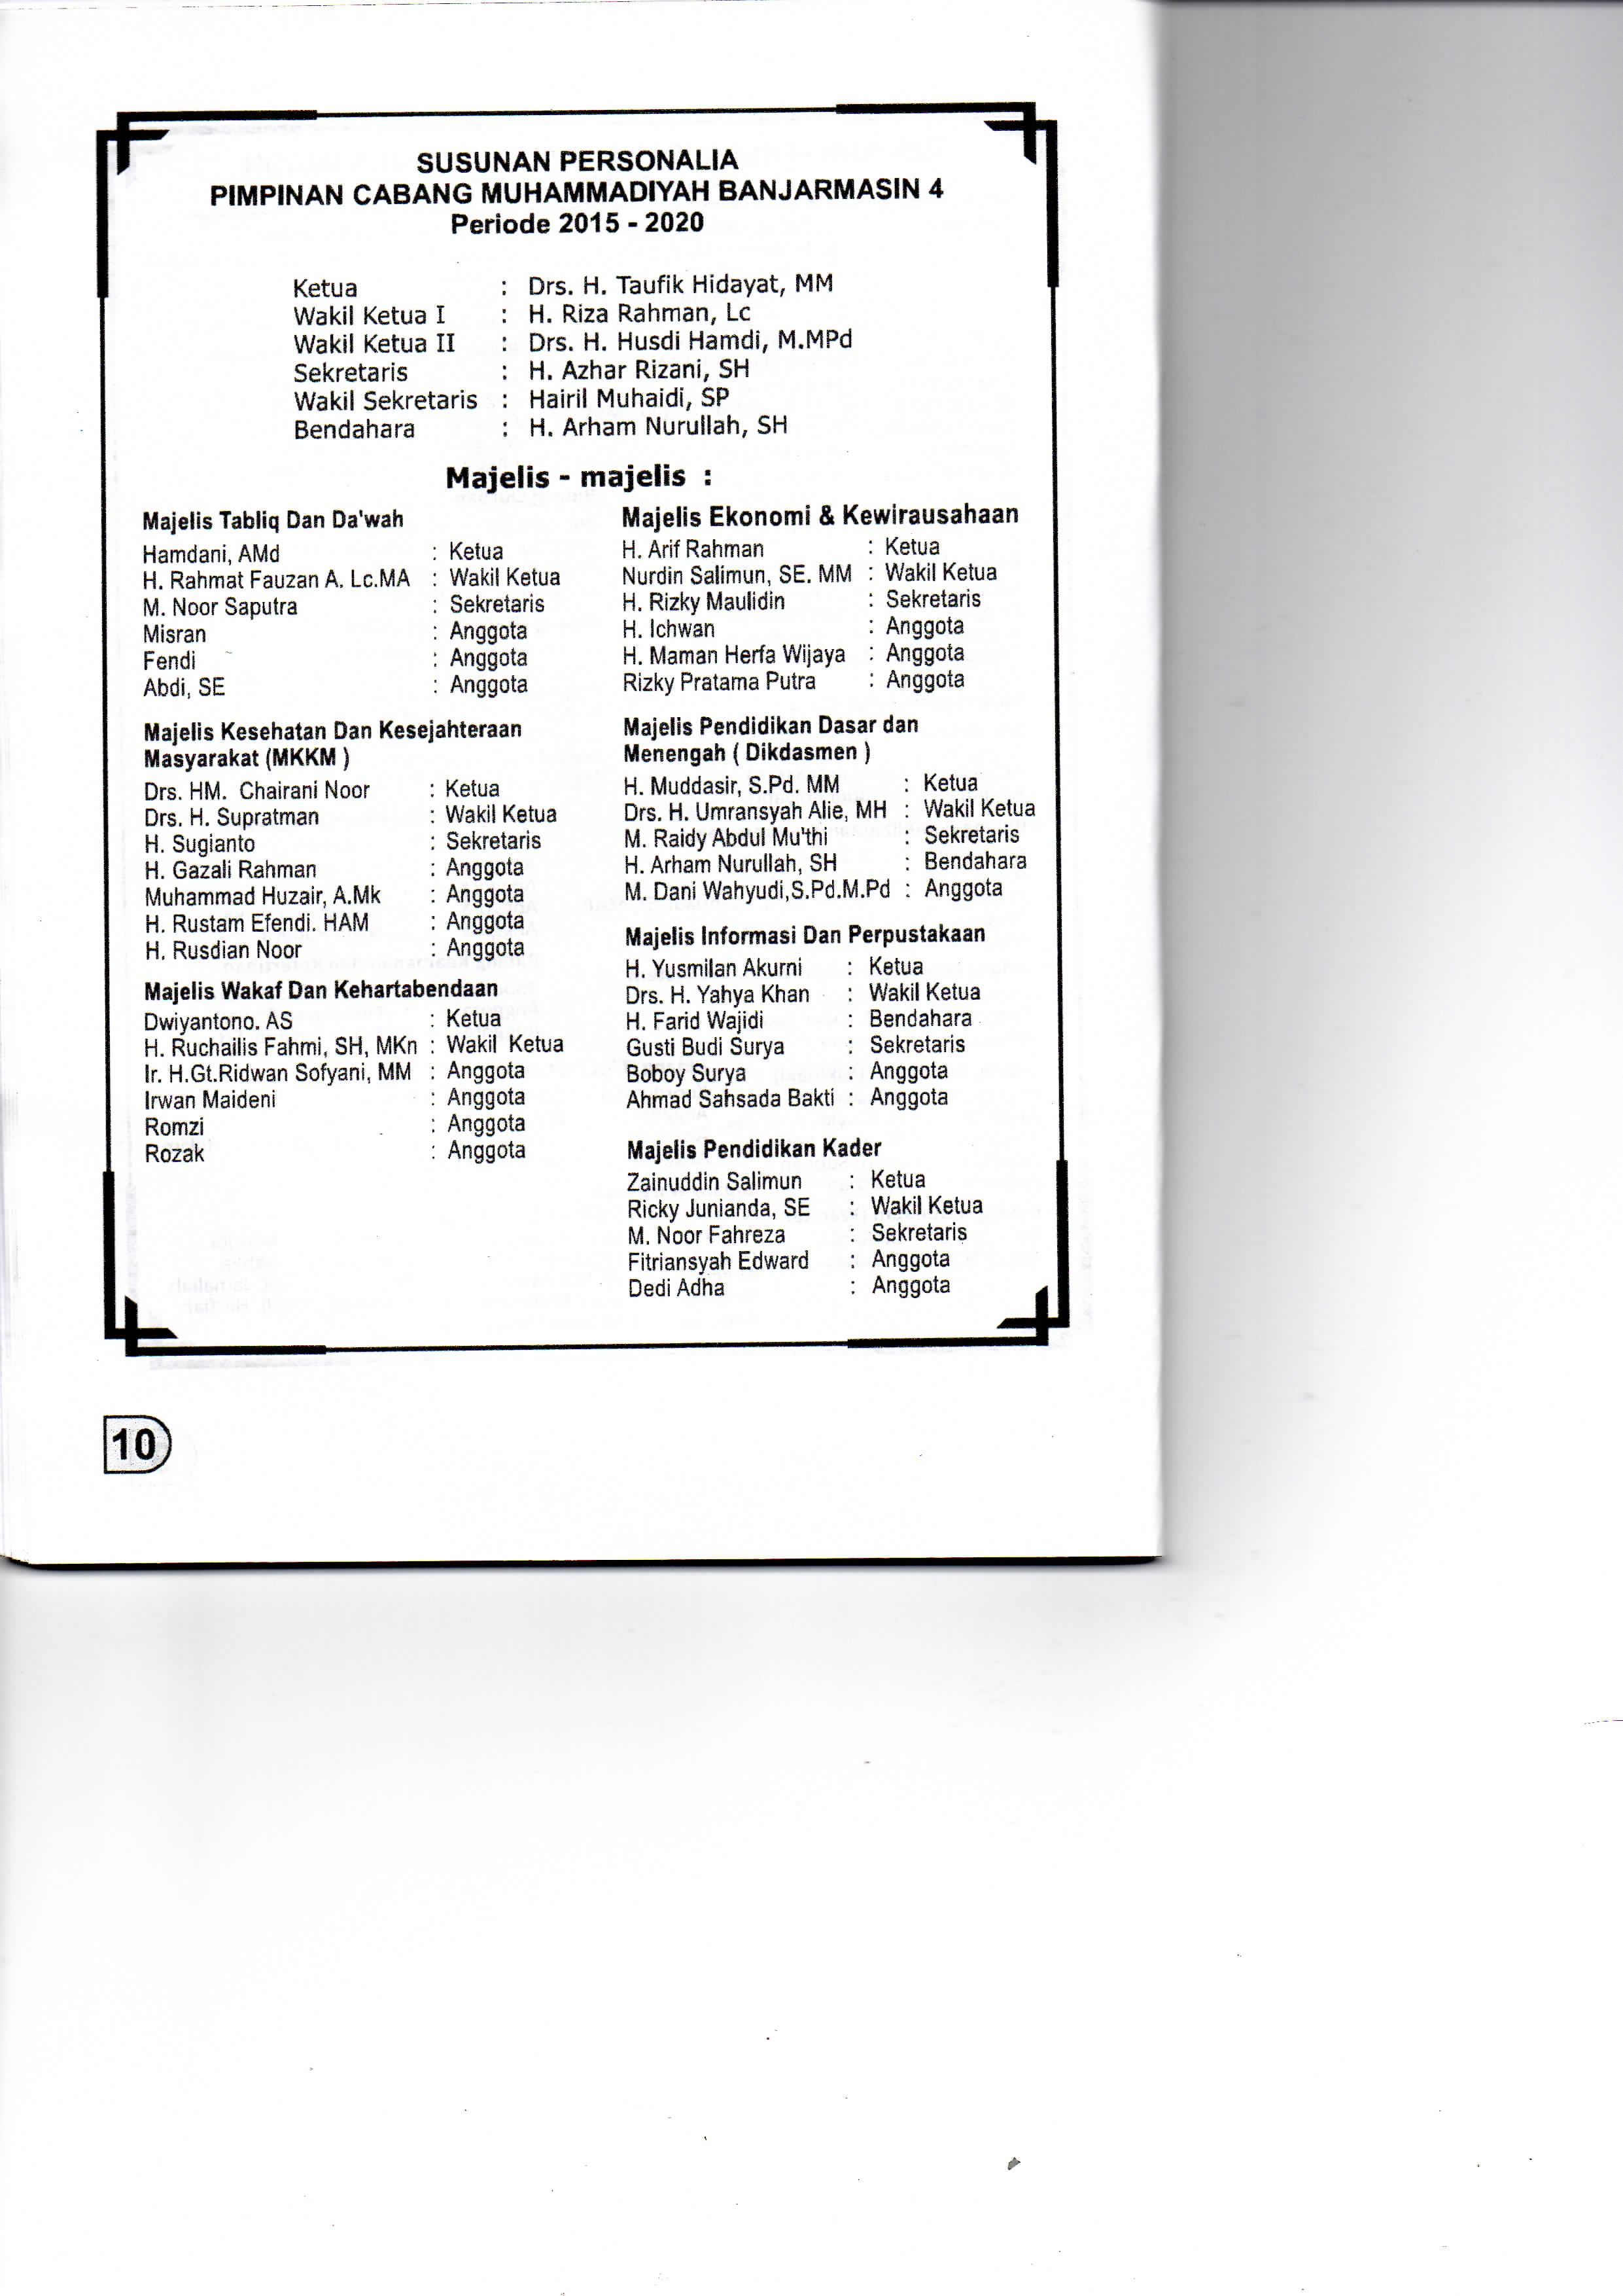 SUSUNAN PERSONALIA
PIMPINAN CABANG MUHAMMADIYAH BANJARMASIN 4
Periode 2015 - 2020
Ketua : Drs. H. Taufik Hidayat, MM
Wakil Ketua I : H. Riza Rahman, Lc
Wakil Ketua II : Drs. H. Husdi Hamdi, M.MPd
Sekretaris : H. Azhar Rizani, SH
Wakil Sekretaris : Hairil Muhaidi, SP
Bendahara : H. Arham Nurullah, SH
Majelis - majelis :
Majelis Tabliq Dan Da'wah
Hamdani, AMd : Ketua
H. Rahmat Fauzan A. Lc.MA : Wakil Ketua
M. Noor Saputra : Sekretaris
Misran : Anggota
Fendi : Anggota
Abdi, SE : Anggota
Majelis Kesehatan Dan Kesejahteraan
Masyarakat (MKKM )
Drs. HM. Chairani Noor : Ketua
Drs. H. Supratman : Wakil Ketua
H. Sugianto : Sekretaris
H. Gazali Rahman : Anggota
Muhammad Huzair, A.Mk : Anggota
H. Rustam Efendi. HAM : Anggota
H. Rusdian Noor : Anggota
Majelis Wakaf Dan Kehartabendaan
Dwiyantono. AS : Ketua
H. Ruchailis Fahmi, SH, MKn : Wakil Ketua
Ir. H.Gt.Ridwan Sofyani, MM : Anggota
Irwan Maideni : Anggota
Romzi : Anggota
Rozak : Anggota
Majelis Ekonomi & Kewirausahaan
H. Arif Rahman : Ketua
Nurdin Salimun, SE. MM : Wakil Ketua
H. Rizky Maulidin : Sekretaris
H. Ichwan : Anggota
H. Maman Herfa Wijaya : Anggota
Rizky Pratama Putra : Anggota
Majelis Pendidikan Dasar dan
Menengah ( Dikdasmen )
H. Muddasir, S.Pd. MM : Ketua
Drs. H. Umransyah Alie, MH : Wakil Ketua
M. Raidy Abdul Mu'thi : Sekretaris
H. Arham Nurullah, SH : Bendahara
M. Dani Wahyudi,S.Pd.M.Pd : Anggota
Majelis Informasi Dan Perpustakaan
H. Yusmilan Akurni : Ketua
Drs. H. Yahya Khan : Wakil Ketua
H. Farid Wajidi : Bendahara
Gusti Budi Surya : Sekretaris
Boboy Surya : Anggota
Ahmad Sahsada Bakti : Anggota
Majelis Pendidikan Kader
Zainuddin Salimun : Ketua
Ricky Junianda, SE : Wakil Ketua
M. Noor Fahreza : Sekretaris
Fitriansyah Edward : Anggota
Dedi Adha : Anggota
10